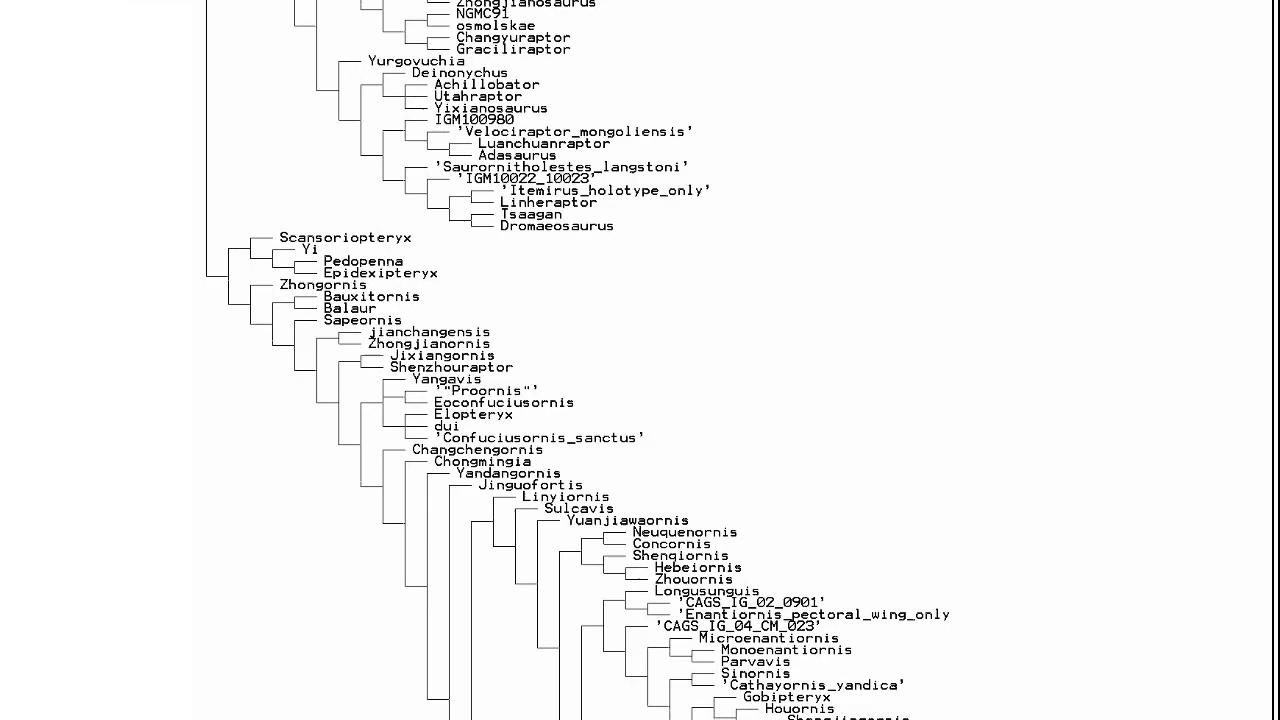 Zhongjianosaurus
NGMC91
osmolskae
Changyuraptor
Graciliraptor
Yurgovuchia
Deinonychus
Achillobator
Utahraptor
Yixianosaurus
IGM100980
'Velociraptor_mongoliensis'
Luanchuanraptor
Adasaurus
'Saurornitholestes_langstoni'
'IGM10022_10023'
'Itemirus_holotype_only'
Linheraptor
Tsaagan
Dromaeosaurus
Scansoriopteryx
Yi
Pedopenna
Epidexipteryx
Zhongornis
Bauxitornis
Balaur
Sapeornis
jianchangensis
Zhongjianornis
Jixiangornis
Shenzhouraptor
Yangavis
'"Proornis"'
Eoconfuciusornis
Elopteryx
dui
'Confuciusornis_sanctus'
Changchengornis
Chongmingia
Yandangornis
Jinguofortis
Linyiornis
Sulcavis
Yuanjiawaornis
Neuquenornis
Concornis
Shengiornis
Hebeiornis
Zhouornis
Longusunguis
'CAGS_IG_02_0901'
'Enantiornis_pectoral_wing_only
'CAGS_IG_04_CM_023'
Microenantiornis
Monoenantiornis
Parvavis
Sinornis
'Cathayornis_yandica'
Gobipteryx
Houornis